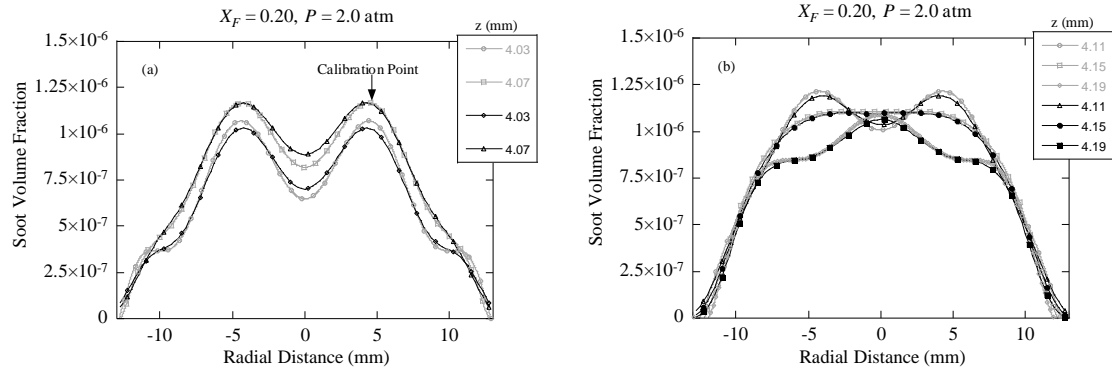 X_F = 0.20, P = 2.0 atm
z (mm)
1.5×10⁻⁶
(a)
4.03
Calibration Point
4.07
1.25×10⁻⁶
4.03
1×10⁻⁶
4.07
7.5×10⁻⁷
5×10⁻⁷
2.5×10⁻⁷
0
Soot Volume Fraction
-10 -5 0 5 10
Radial Distance (mm)
X_F = 0.20, P = 2.0 atm
z (mm)
1.5×10⁻⁶
(b)
4.11
4.15
4.19
1.25×10⁻⁶
4.11
4.15
1×10⁻⁶
4.19
7.5×10⁻⁷
5×10⁻⁷
2.5×10⁻⁷
0
Soot Volume Fraction
-10 -5 0 5 10
Radial Distance (mm)